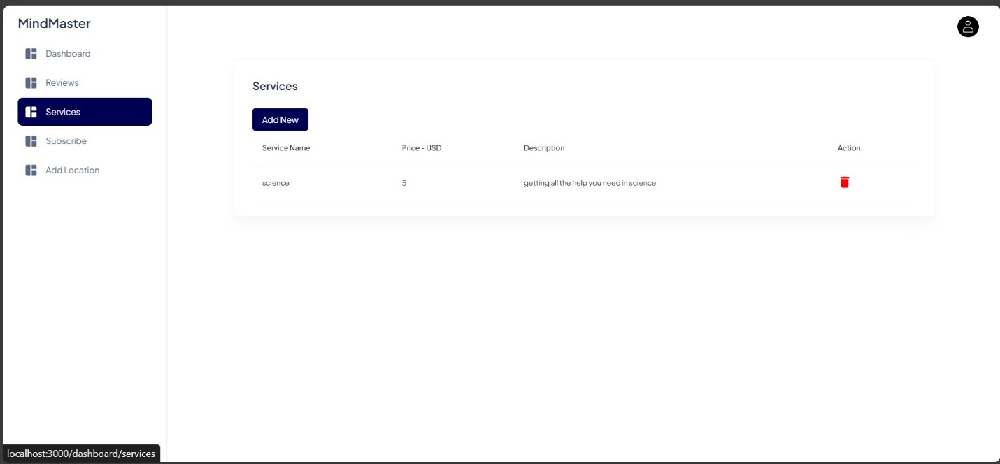 MindMaster
Dashboard
Reviews
Services
Subscribe
Add Location
Services
Add New
Service Name Price - USD Description Action
science 5 getting all the help you need in science
localhost:3000/dashboard/services